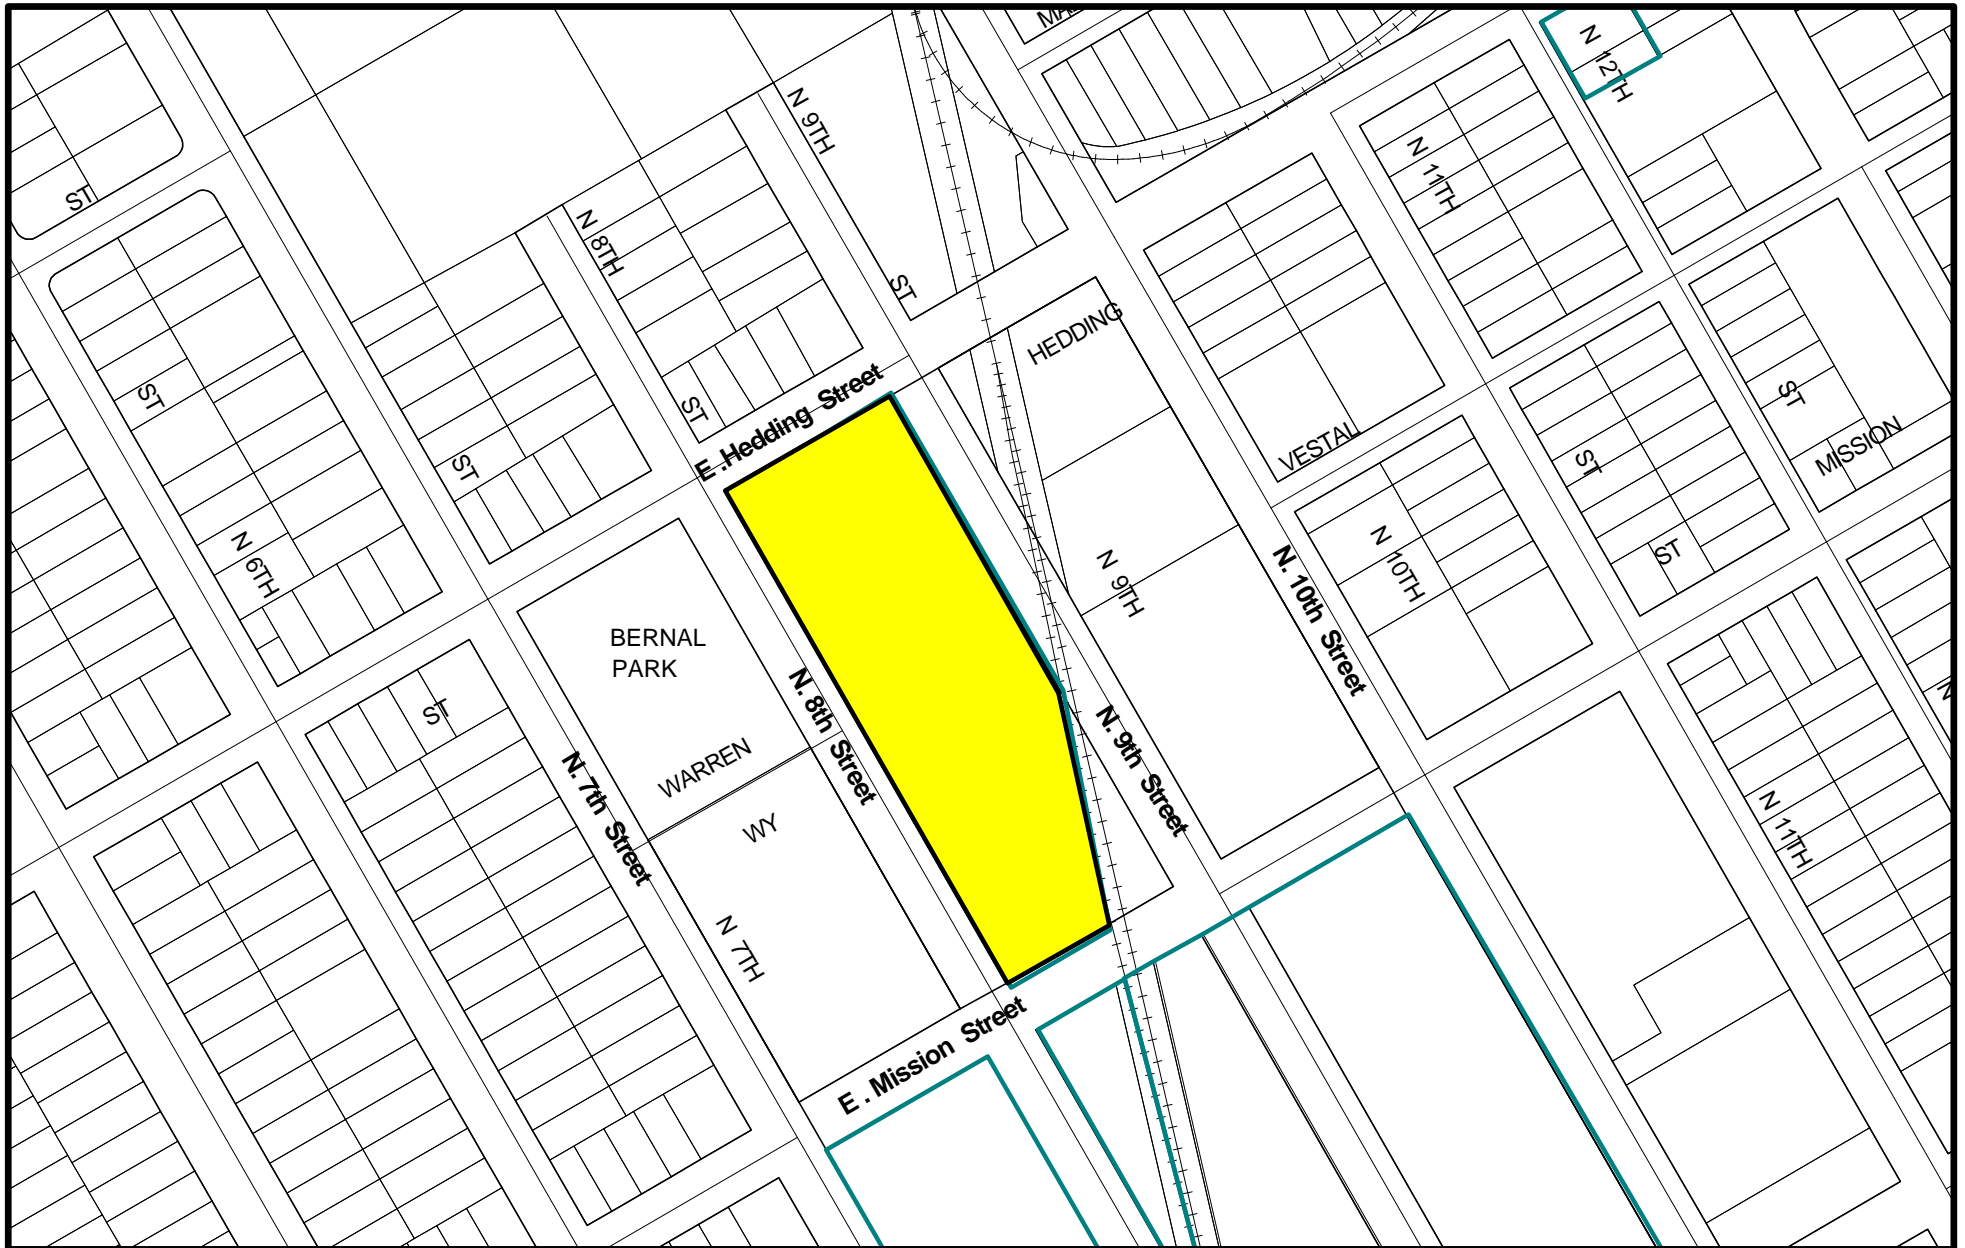 N 12TH
N 9TH
N 11TH
ST
N 8TH
ST
HEDDING
E .Hedding Street
ST
ST
ST
ST
VESTAL
MISSION
ST
N 6TH
N 10TH
ST
N 9TH
N. 10th Street
BERNAL
PARK
ST
N. 8th Street
N. 9th Street
WARREN
N. 7th Street
WY
N 11TH
N 7TH
E . Mission Street
N